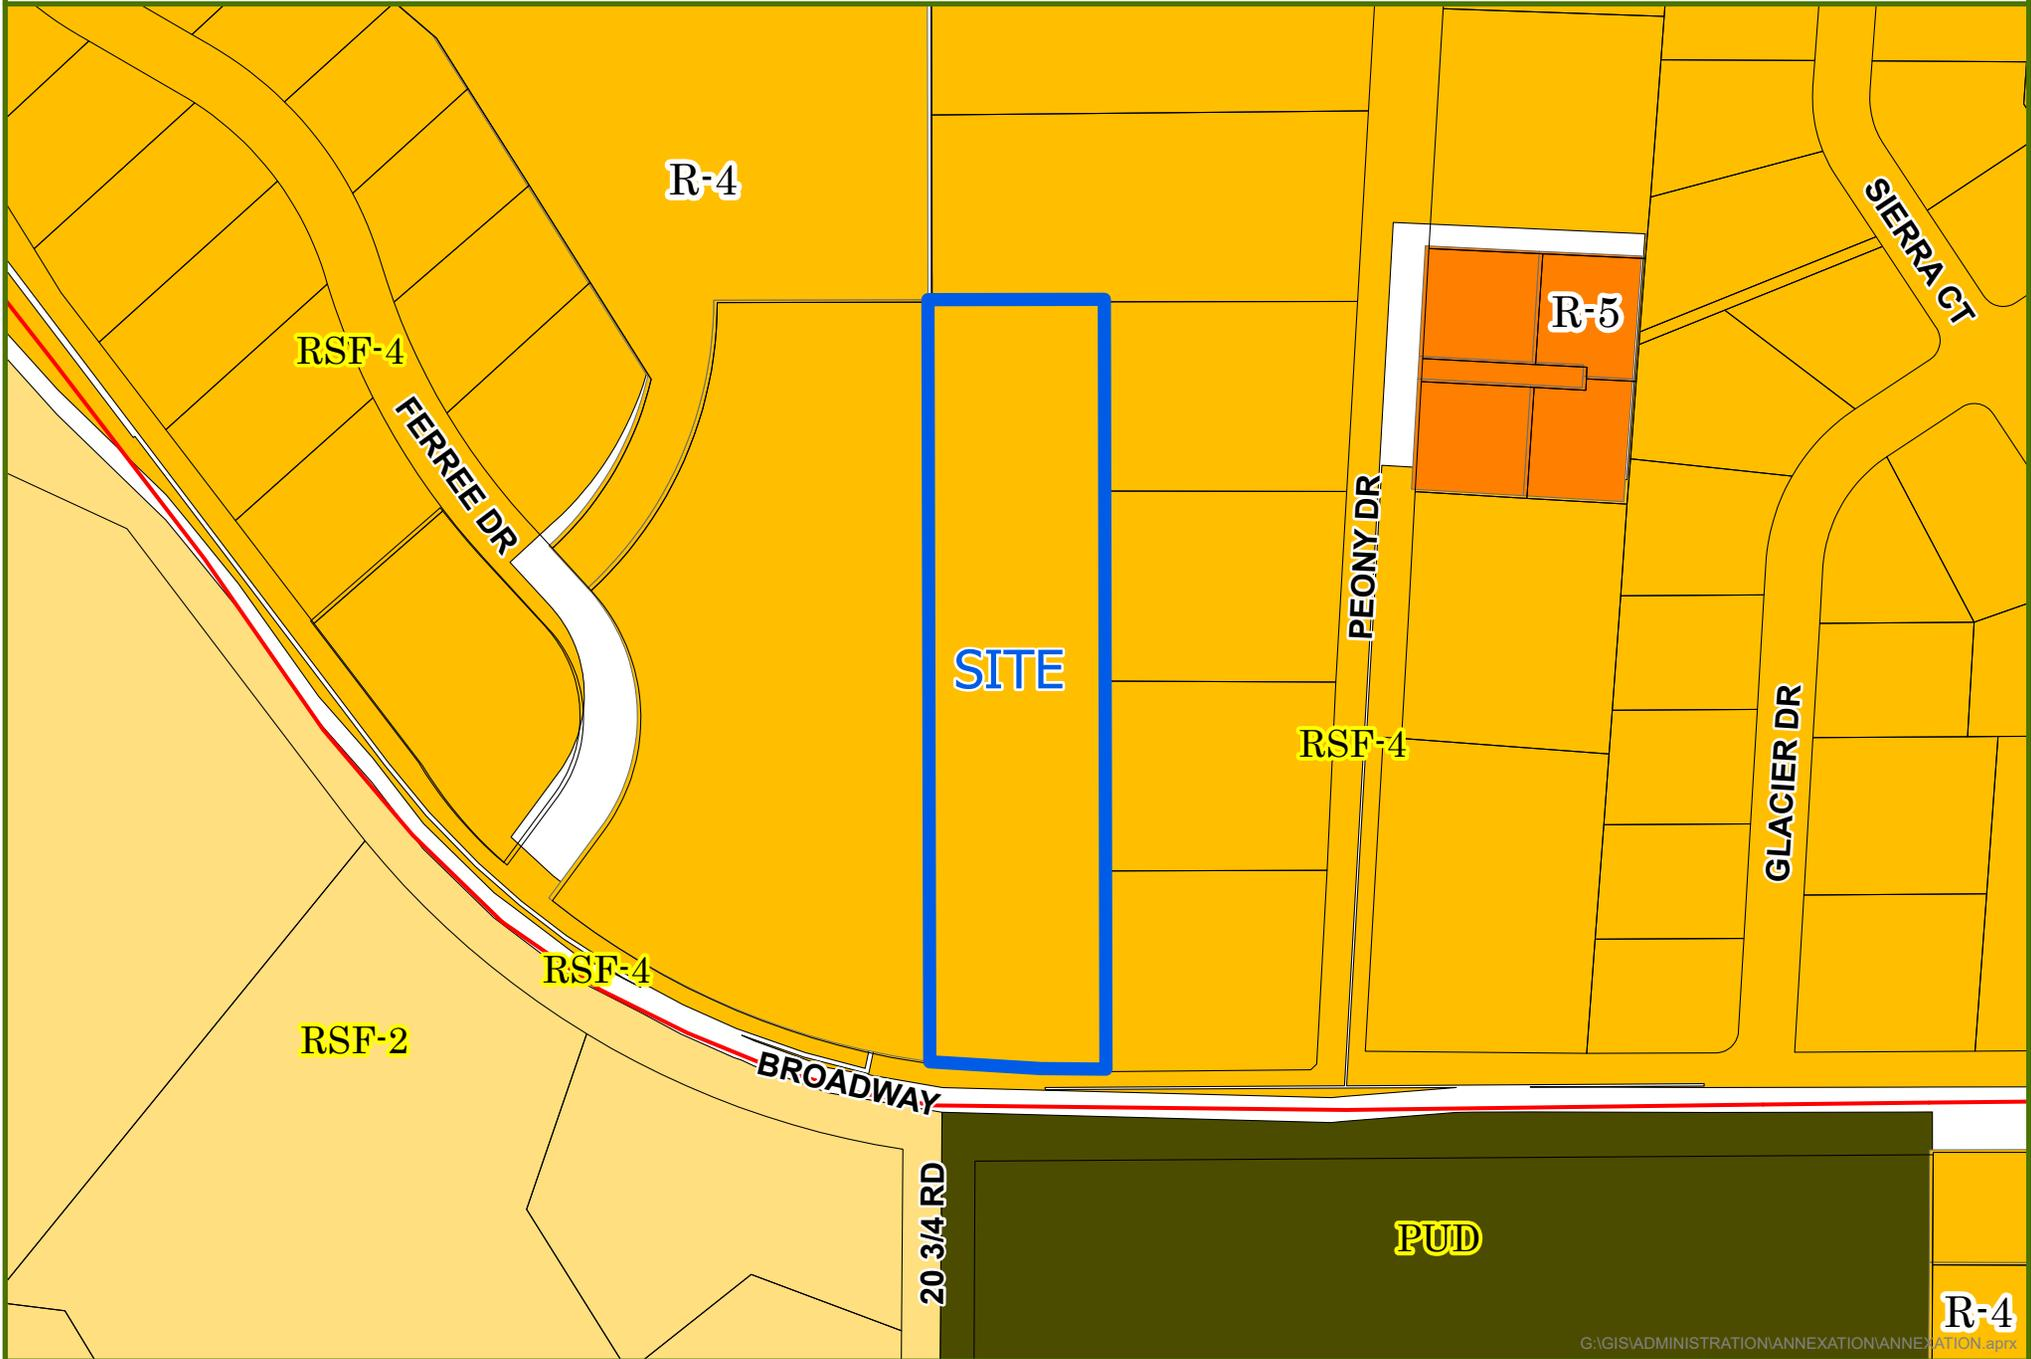 R-4
SIERRA CT
R-5
RSF-4
FERREE DR
PEONY DR
SITE
RSF-4
GLACIER DR
RSF-4
RSF-2
BROADWAY
20 3/4 RD
PUD
R-4
G:\GIS\ADMINISTRATION\ANNEXATION\ANNEXATION.aprx